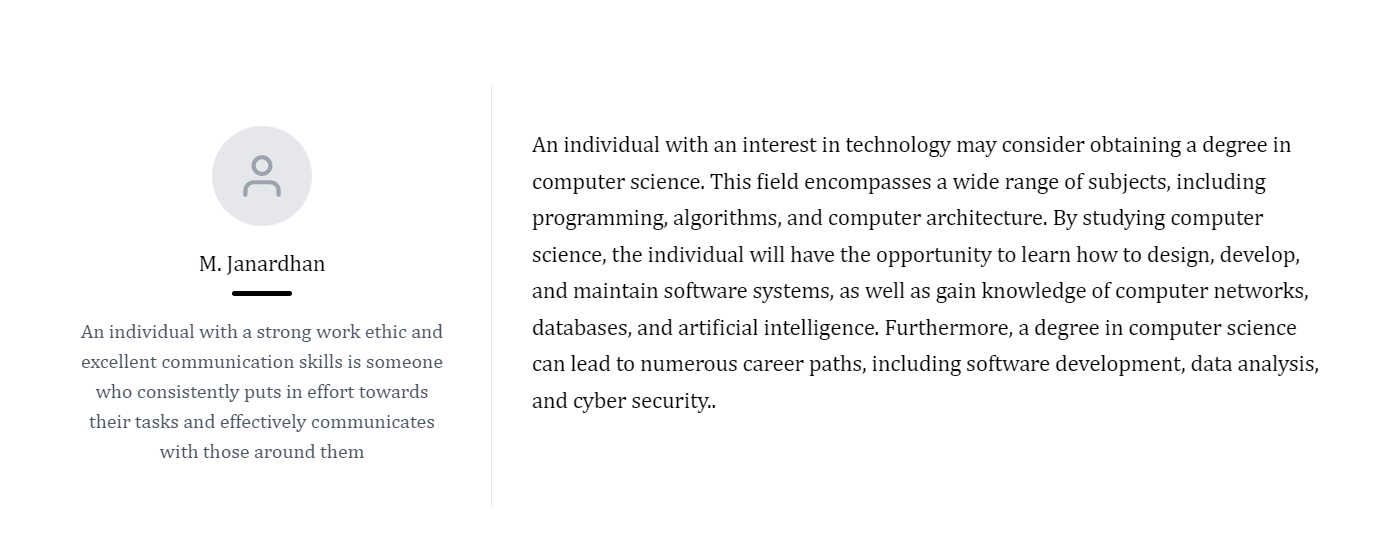 M. Janardhan
An individual with a strong work ethic and
excellent communication skills is someone
who consistently puts in effort towards
their tasks and effectively communicates
with those around them
An individual with an interest in technology may consider obtaining a degree in
computer science. This field encompasses a wide range of subjects, including
programming, algorithms, and computer architecture. By studying computer
science, the individual will have the opportunity to learn how to design, develop,
and maintain software systems, as well as gain knowledge of computer networks,
databases, and artificial intelligence. Furthermore, a degree in computer science
can lead to numerous career paths, including software development, data analysis,
and cyber security..